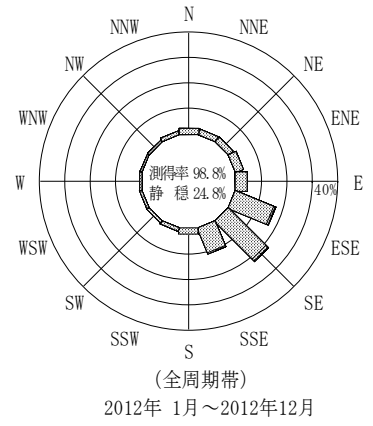 N
NNW NNE
NW NE
WNW ENE
測得率 98.8%
静 穏 24.8%
W 40% E
WSW ESE
SW SE
SSW SSE
S
(全周期帯)
2012年 1月～2012年12月